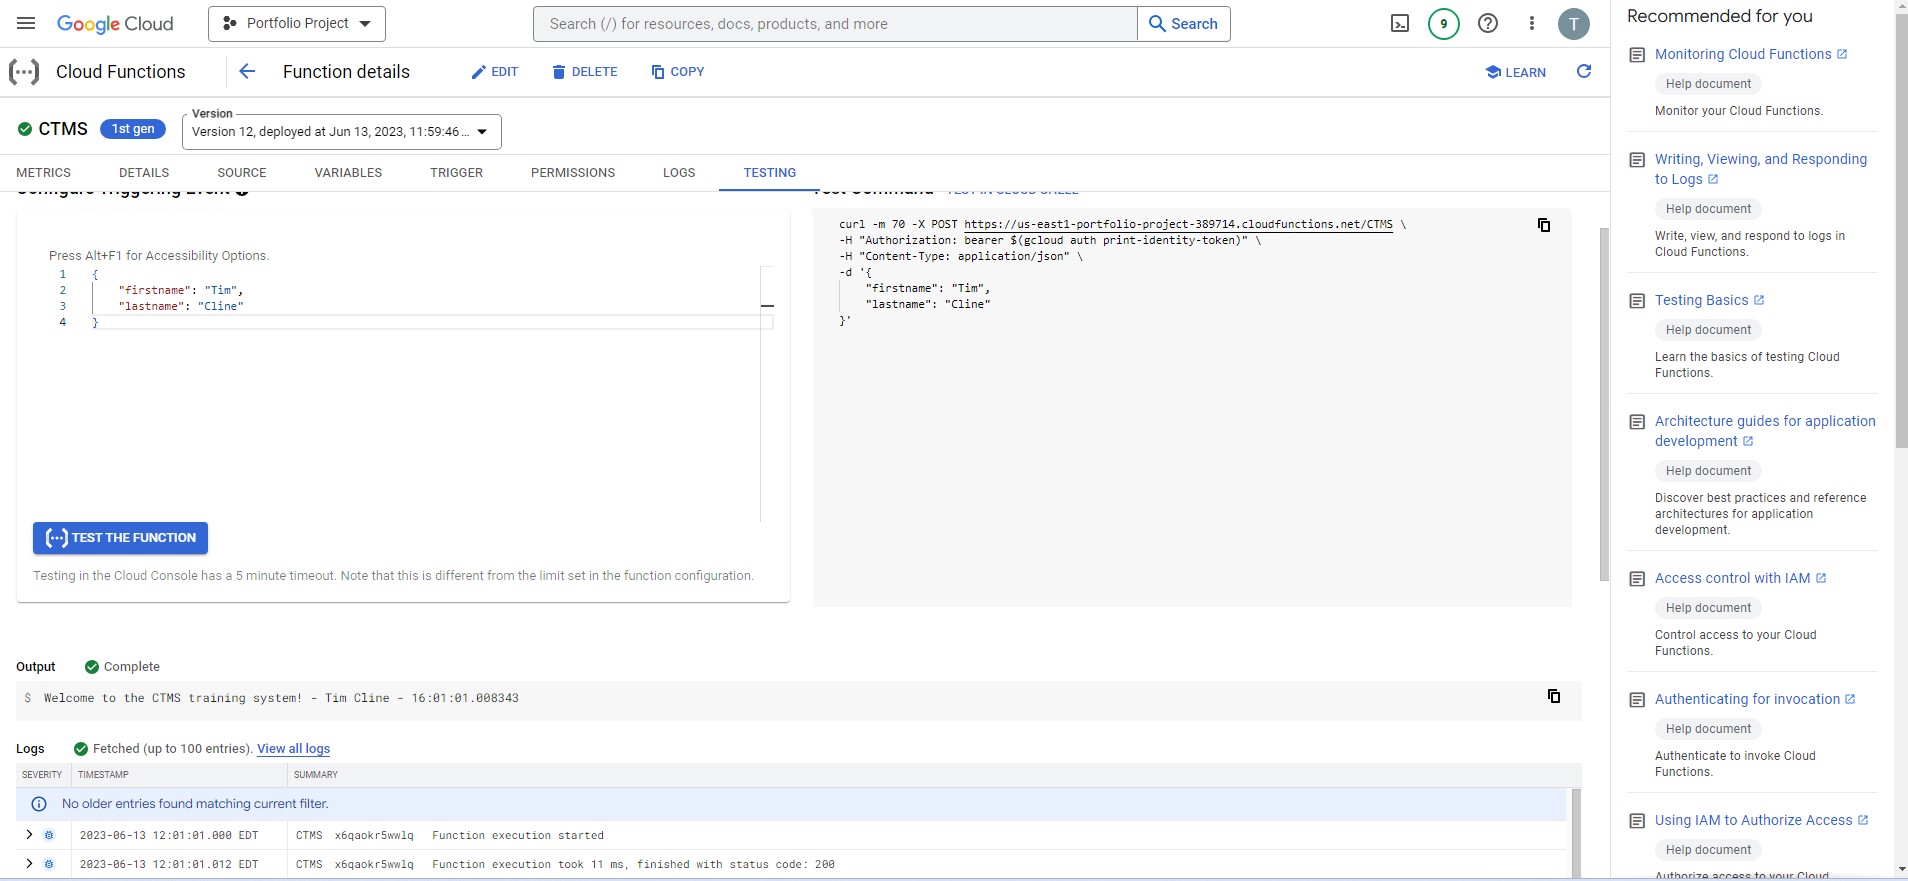 Google Cloud
Portfolio Project
Search (/) for resources, docs, products, and more
Search
9
T
Cloud Functions
Function details
EDIT
DELETE
COPY
LEARN
CTMS
1st gen
Version
Version 12, deployed at Jun 13, 2023, 11:59:46 ...
METRICS
DETAILS
SOURCE
VARIABLES
TRIGGER
PERMISSIONS
LOGS
TESTING
Configure Triggering Event
Test Command
TEST IN CLOUD SHELL
Press Alt+F1 for Accessibility Options.
1 {
2 "firstname": "Tim",
3 "lastname": "Cline"
4 }
TEST THE FUNCTION
Testing in the Cloud Console has a 5 minute timeout. Note that this is different from the limit set in the function configuration.
curl -m 70 -X POST https://us-east1-portfolio-project-389714.cloudfunctions.net/CTMS \
-H "Authorization: bearer $(gcloud auth print-identity-token)" \
-H "Content-Type: application/json" \
-d '{
"firstname": "Tim",
"lastname": "Cline"
}'
Output
Complete
$ Welcome to the CTMS training system! - Tim Cline - 16:01:01.008343
Logs
Fetched (up to 100 entries). View all logs
SEVERITY TIMESTAMP SUMMARY
No older entries found matching current filter.
2023-06-13 12:01:01.000 EDT CTMS x6qaokr5wwlq Function execution started
2023-06-13 12:01:01.012 EDT CTMS x6qaokr5wwlq Function execution took 11 ms, finished with status code: 200
Recommended for you
Monitoring Cloud Functions
Help document
Monitor your Cloud Functions.
Writing, Viewing, and Responding
to Logs
Help document
Write, view, and respond to logs in
Cloud Functions.
Testing Basics
Help document
Learn the basics of testing Cloud
Functions.
Architecture guides for application
development
Help document
Discover best practices and reference
architectures for application
development.
Access control with IAM
Help document
Control access to your Cloud
Functions.
Authenticating for invocation
Help document
Authenticate to invoke Cloud
Functions.
Using IAM to Authorize Access
Help document
Authorize access to your Cloud